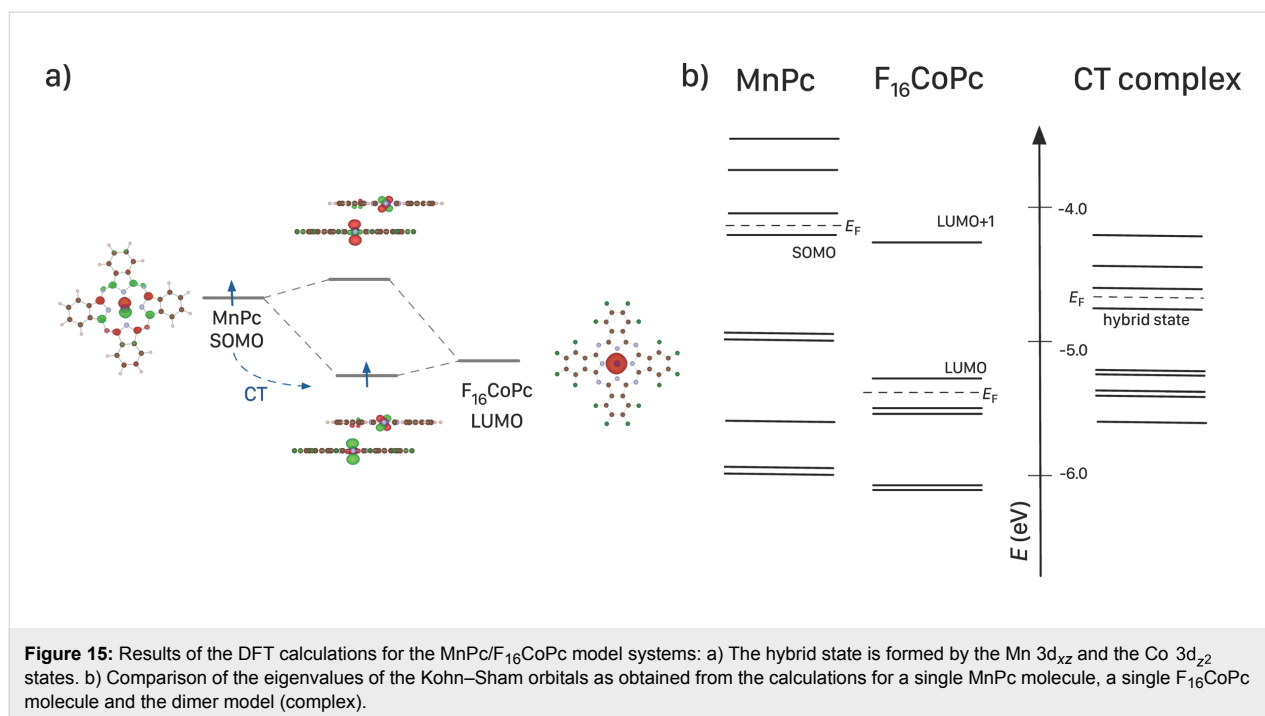 a)
MnPc
SOMO
CT
F16CoPc
LUMO
b)
MnPc
F16CoPc
CT complex
EF
SOMO
LUMO+1
LUMO
EF
-4.0
-5.0
-6.0
E (eV)
EF
hybrid state
Figure 15: Results of the DFT calculations for the MnPc/F16CoPc model systems: a) The hybrid state is formed by the Mn 3dxz and the Co 3dz2
states. b) Comparison of the eigenvalues of the Kohn–Sham orbitals as obtained from the calculations for a single MnPc molecule, a single F16CoPc
molecule and the dimer model (complex).